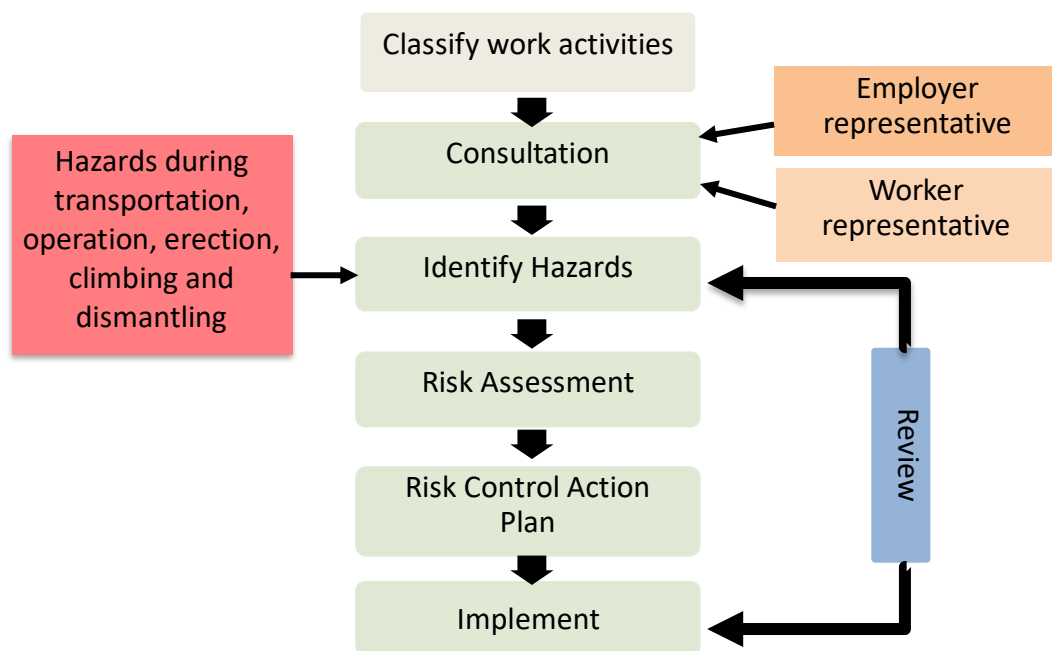 Classify work activities
Employer
representative
Consultation
Hazards during
transportation,
operation, erection,
climbing and
dismantling
Worker
representative
Identify Hazards
Risk Assessment
Review
Risk Control Action
Plan
Implement